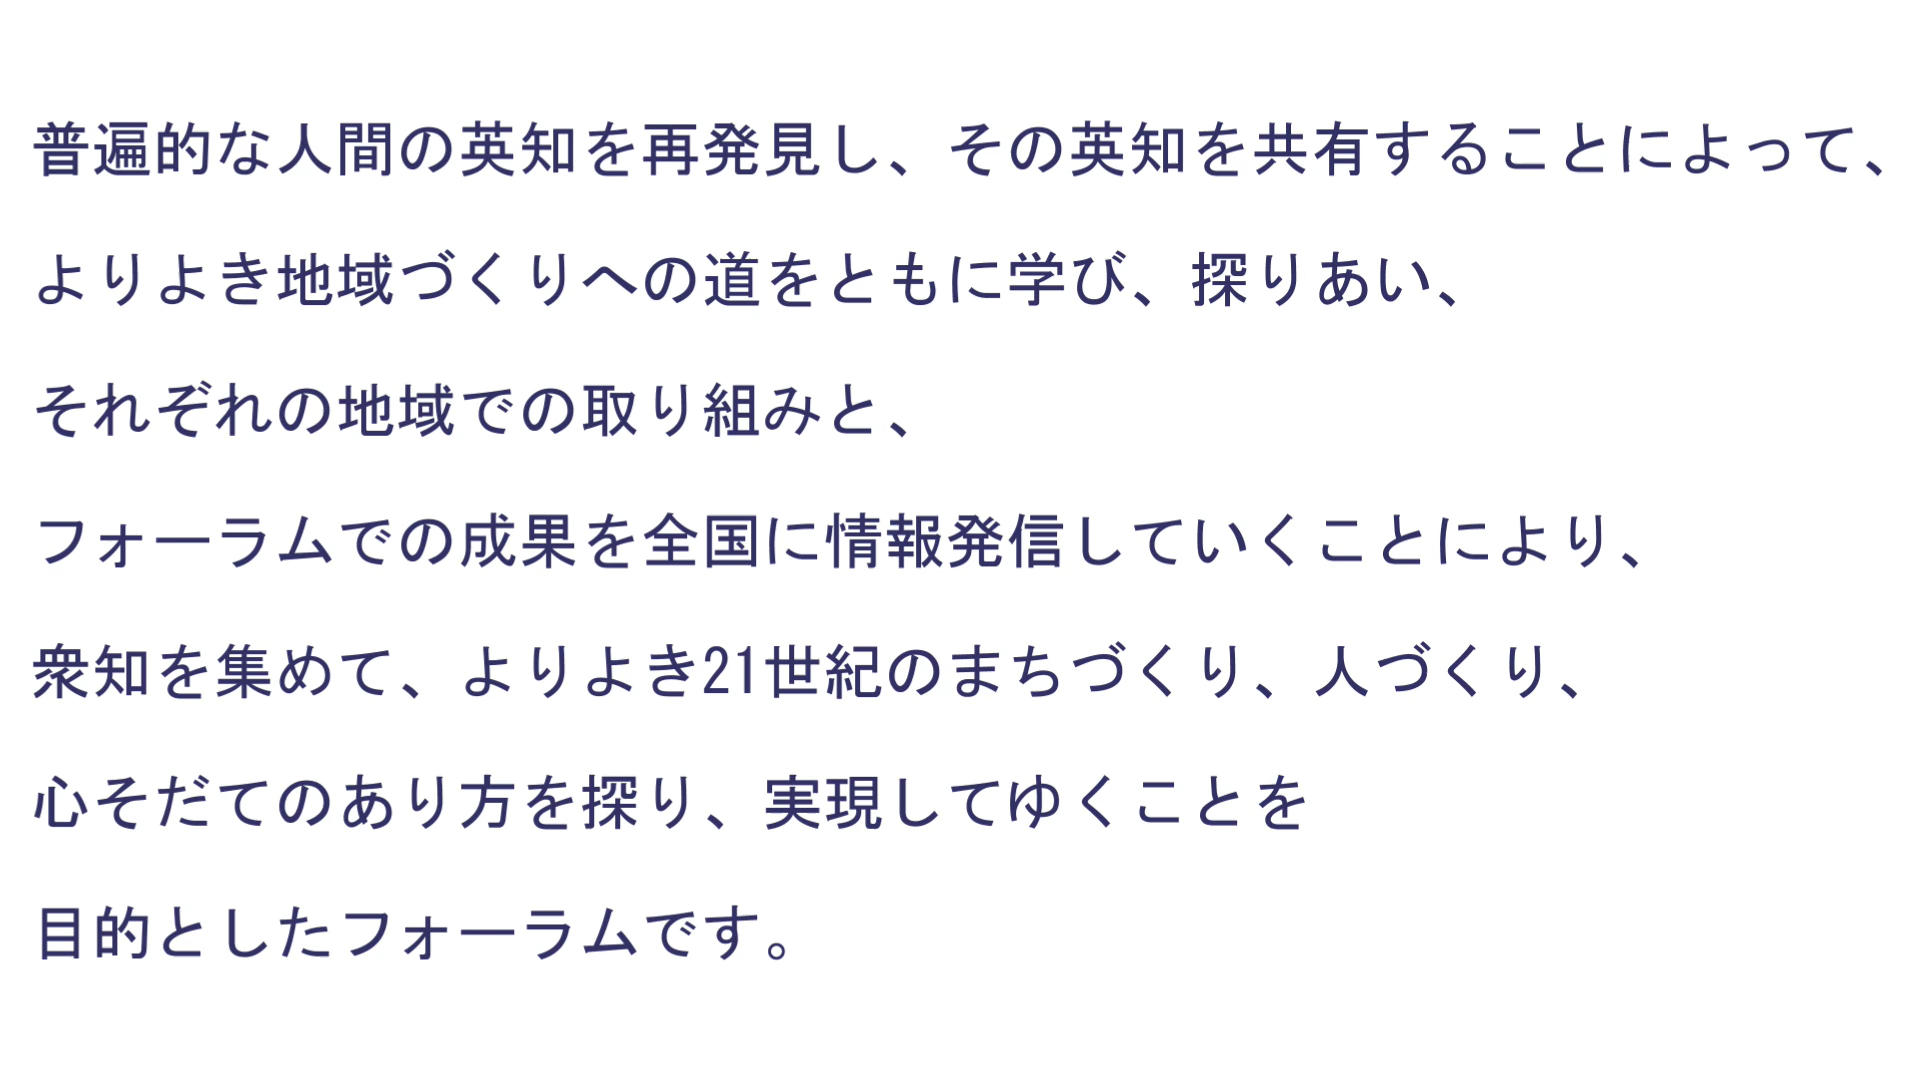 普遍的な人間の英知を再発見し、その英知を共有することによって、
よりよき地域づくりへの道をともに学び、探りあい、
それぞれの地域での取り組みと、
フォーラムでの成果を全国に情報発信していくことにより、
衆知を集めて、よりよき21世紀のまちづくり、人づくり、
心そだてのあり方を探り、実現してゆくことを
目的としたフォーラムです。